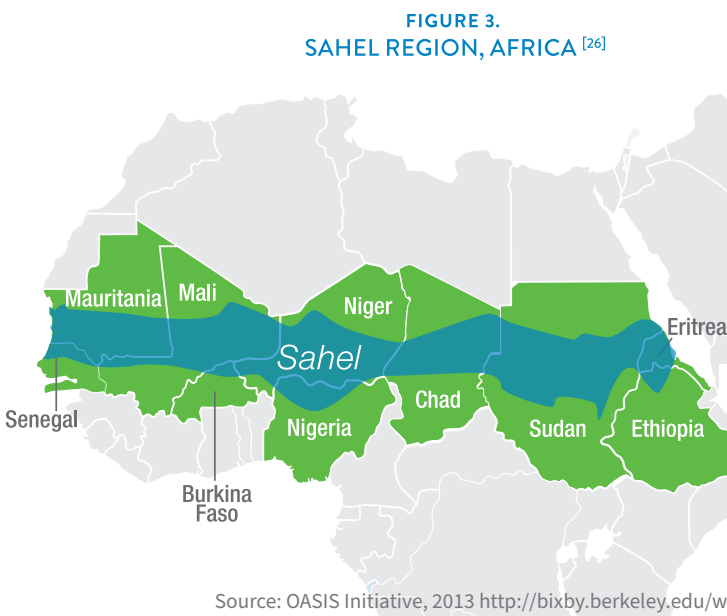 FIGURE 3.
SAHEL REGION, AFRICA [26]
Mauritania
Mali
Niger
Eritrea
Sahel
Senegal
Chad
Nigeria
Sudan
Ethiopia
Burkina
Faso
Source: OASIS Initiative, 2013 http://bixby.berkeley.edu/w